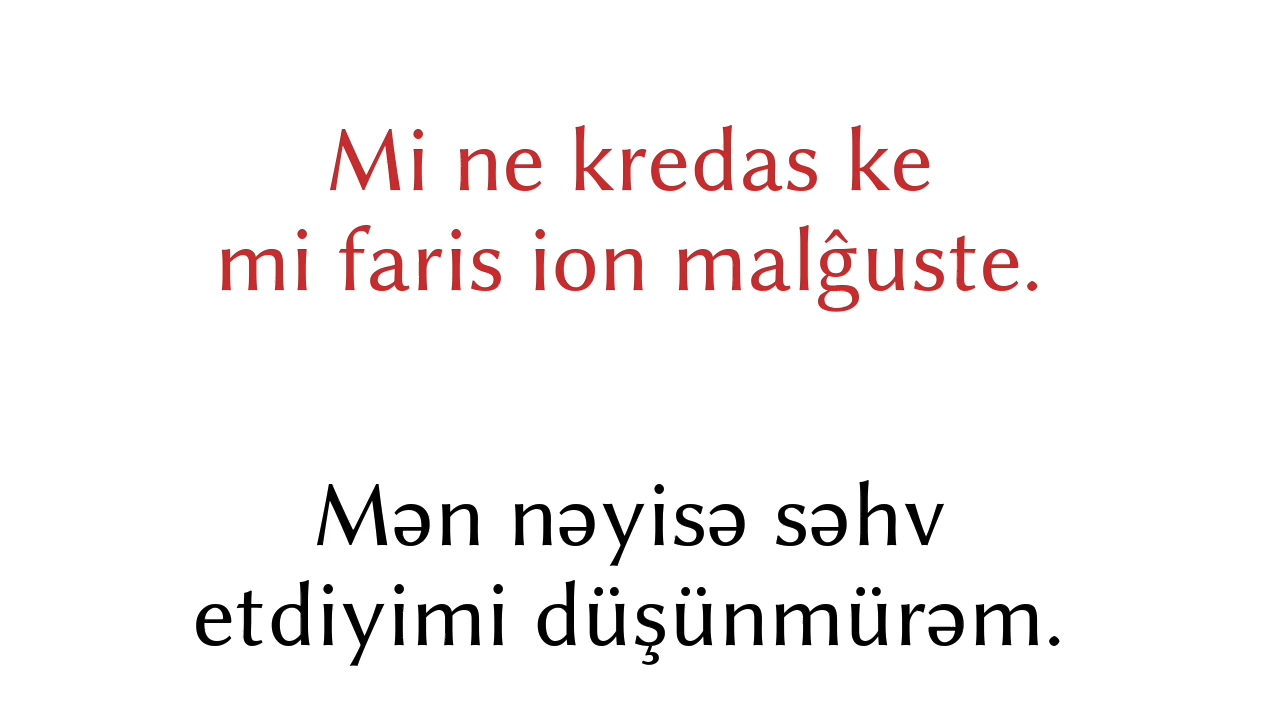 Mi ne kredas ke
mi faris ion malĝuste.
Mən nəyisə səhv
etdiyimi düşünmürəm.